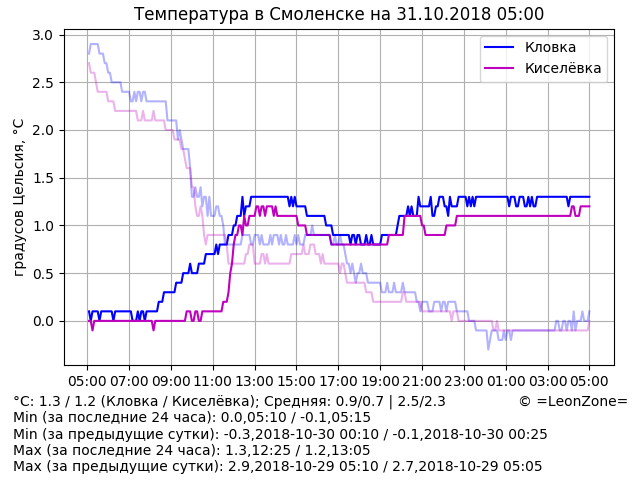 Температура в Смоленске на 31.10.2018 05:00
градусов Цельсия, °C
3.0
2.5
2.0
1.5
1.0
0.5
0.0
Кловка
Киселёвка
05:00 07:00 09:00 11:00 13:00 15:00 17:00 19:00 21:00 23:00 01:00 03:00 05:00
°C: 1.3 / 1.2 (Кловка / Киселёвка); Средняя: 0.9/0.7 | 2.5/2.3 © =LeonZone=
Min (за последние 24 часа): 0.0,05:10 / -0.1,05:15
Min (за предыдущие сутки): -0.3,2018-10-30 00:10 / -0.1,2018-10-30 00:25
Max (за последние 24 часа): 1.3,12:25 / 1.2,13:05
Max (за предыдущие сутки): 2.9,2018-10-29 05:10 / 2.7,2018-10-29 05:05